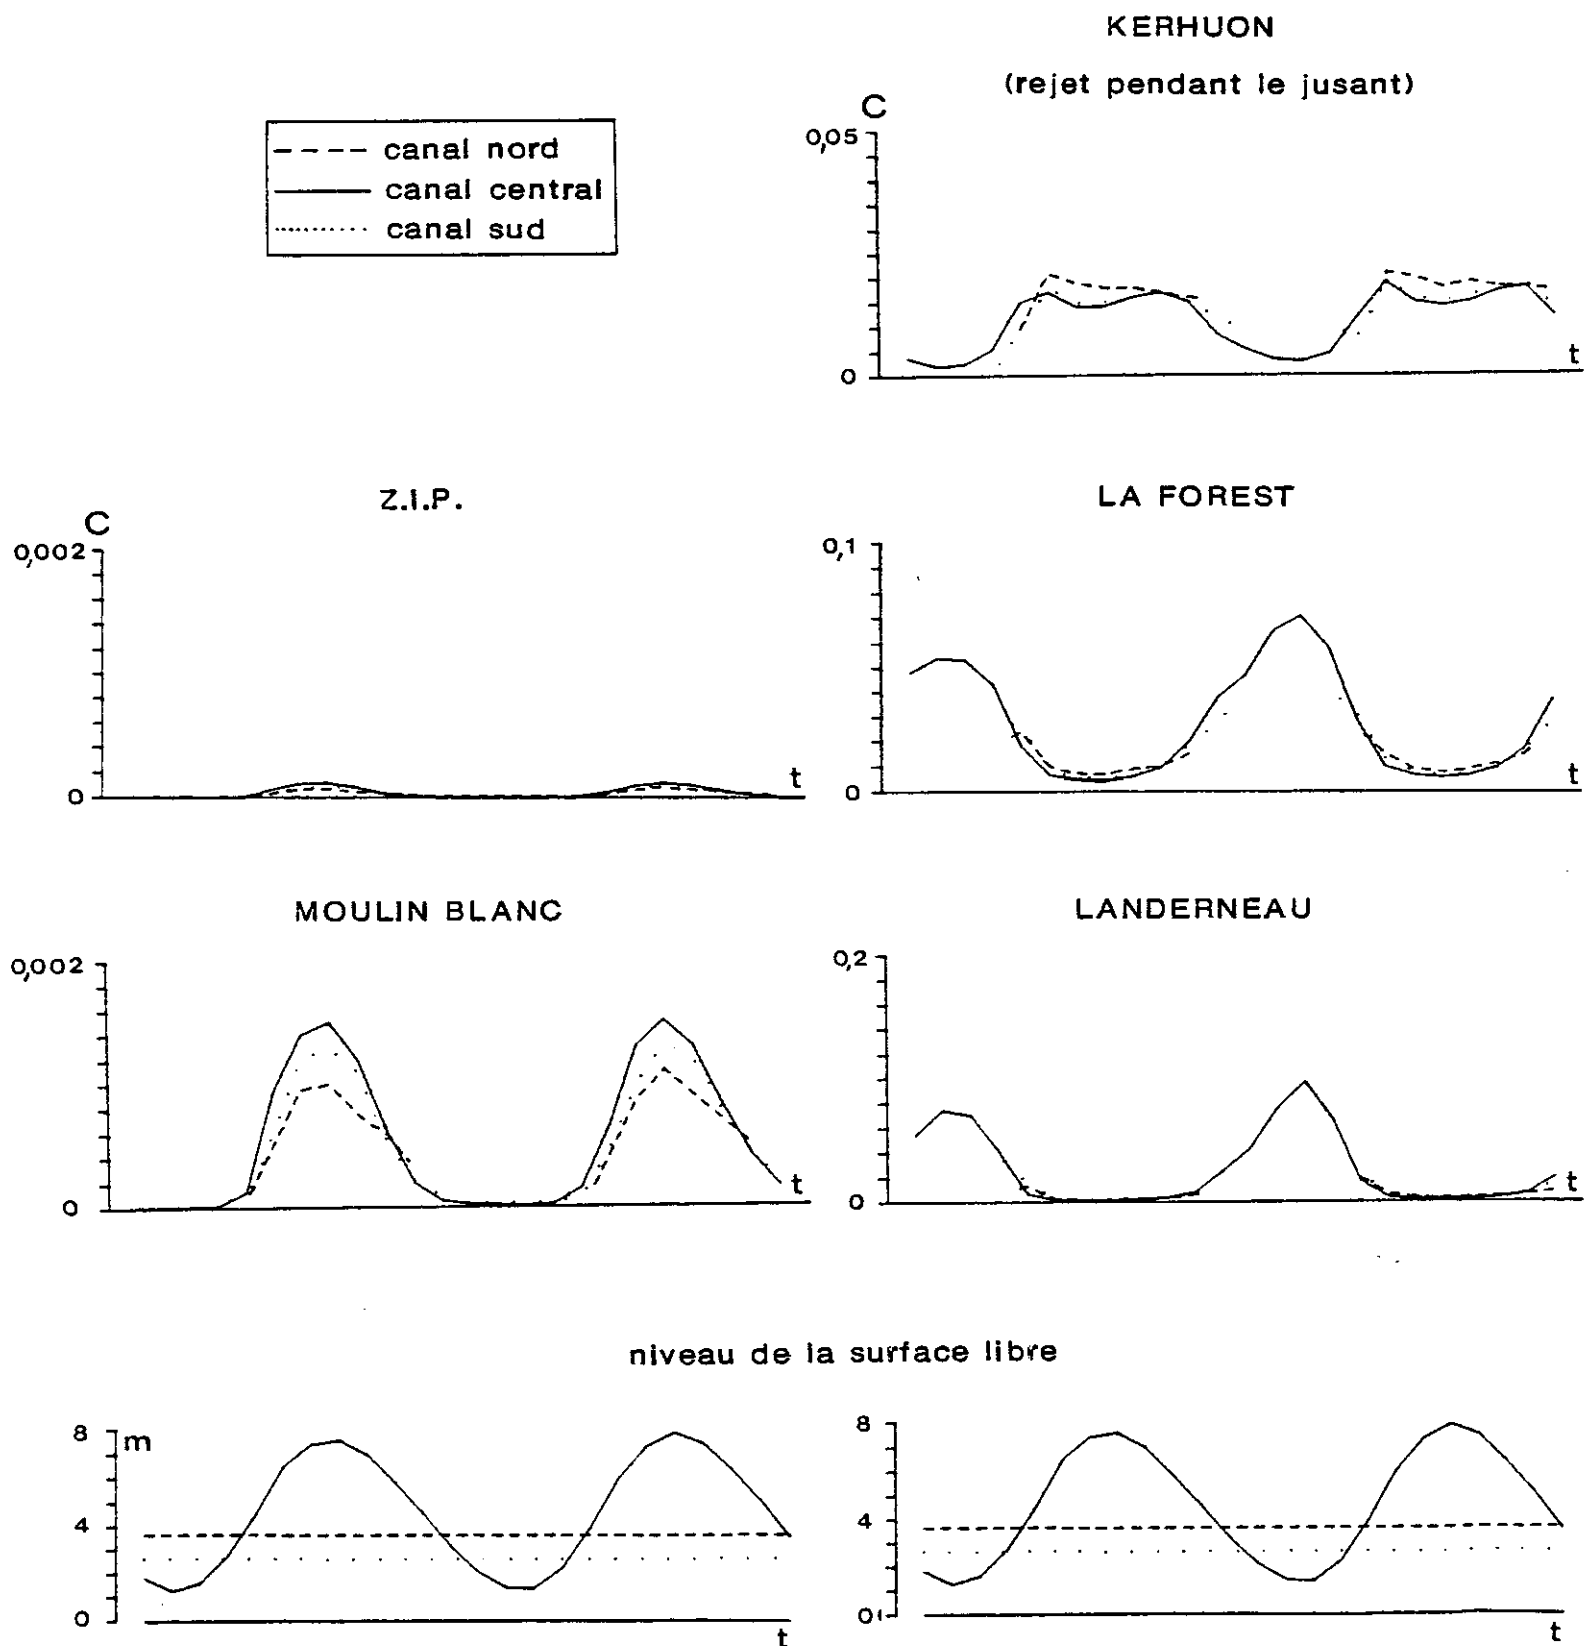 KERHUON
(rejet pendant le jusant)
canal nord
canal central
canal sud
C
0,05
0
t
Z.I.P.
C
0,002
0
t
LA FOREST
0,1
0
t
MOULIN BLANC
0,002
0
t
LANDERNEAU
0,2
0
t
niveau de la surface libre
8
m
4
0
t
8
4
0
t